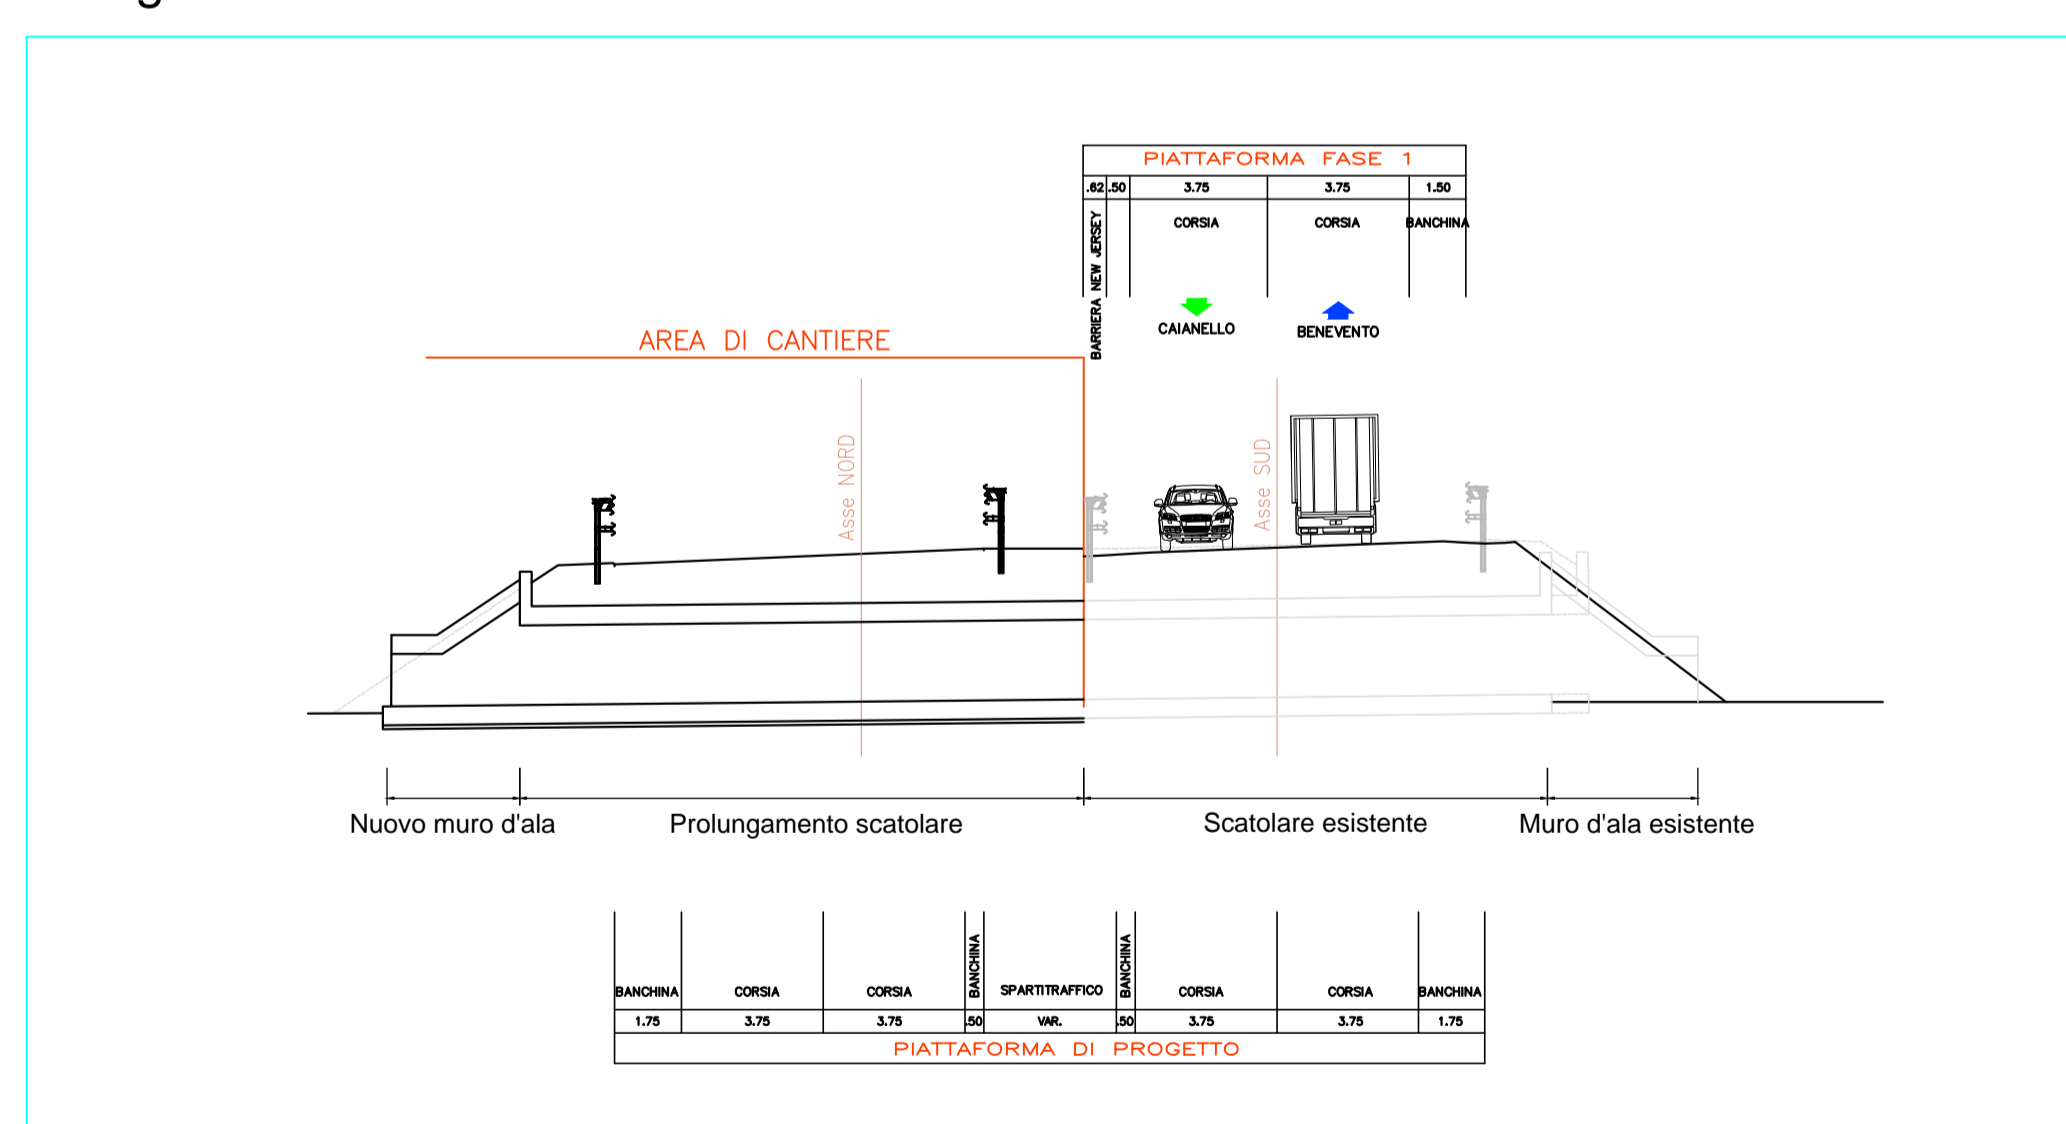 PIATTAFORMA FASE 1
.62 .50 3.75 3.75 1.50
BARRIERA NEW JERSEY
CORSIA CORSIA BANCHINA
CAIANELLO BENEVENTO
AREA DI CANTIERE
Asse NORD
Asse SUD
Nuovo muro d'ala Prolungamento scatolare Scatolare esistente Muro d'ala esistente
BANCHINA CORSIA CORSIA BANCHINA SPARTITRAFFICO BANCHINA CORSIA CORSIA BANCHINA
1.75 3.75 3.75 .50 VAR. .50 3.75 3.75 1.75
PIATTAFORMA DI PROGETTO